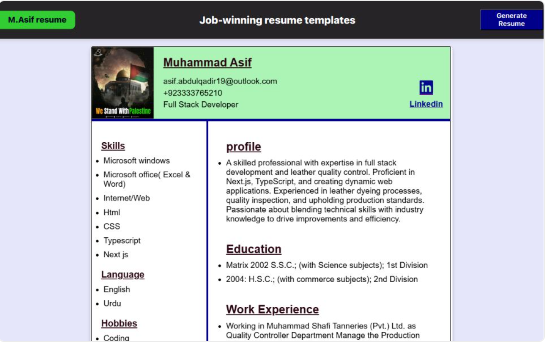 M.Asif resume
Job-winning resume templates
Generate
Resume
We Stand With Palestine
Muhammad Asif
asif.abdulqadir19@outlook.com
+923333765210
Full Stack Developer
in
Linkedin
Skills
• Microsoft windows
• Microsoft office( Excel &
Word)
• Internet/Web
• Html
• CSS
• Typescript
• Next js
Language
• English
• Urdu
Hobbies
• Coding
profile
• A skilled professional with expertise in full stack
development and leather quality control. Proficient in
Next.js, TypeScript, and creating dynamic web
applications. Experienced in leather dyeing processes,
quality inspection, and upholding production standards.
Passionate about blending technical skills with industry
knowledge to drive improvements and efficiency.
Education
• Matrix 2002 S.S.C.; (with Science subjects); 1st Division
• 2004: H.S.C.; (with commerce subjects); 2nd Division
Work Experience
• Working in Muhammad Shafi Tanneries (Pvt.) Ltd. as
Quality Controller Department Manage the Production